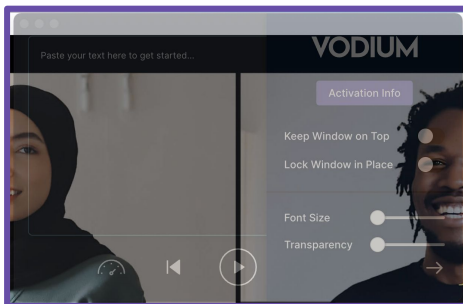 Paste your text here to get started...
VODIUM
Activation Info
Keep Window on Top
Lock Window in Place
Font Size
Transparency